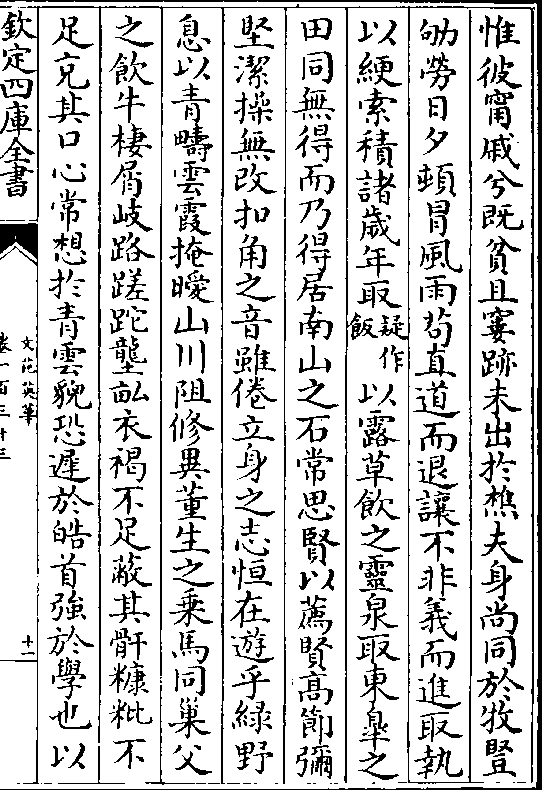 惟彼甯戚兮既貧且窶跡未出於樵夫身尚同於牧豎
劬勞日夕頓冒風雨茍直道而退讓不非義而進取執
以綆索積諸歲年取疑作飯以露草飲之靈泉取東臯之
田同無得而乃得居南山之石常思賢以薦賢高節彌
堅潔操無改扣角之音雖倦立身之志恒在遊乎緑野
息以青疇雲霞掩曖山川阻修異董生之乗馬同巢父
之飲牛棲屑岐路蹉跎壟畝衣褐不足蔽其骭糠粃不
足充其口心常想於青雲貌恐遲於皓首強於學也以
欽定四庫全書
文苑英華
卷一百三十三
十一